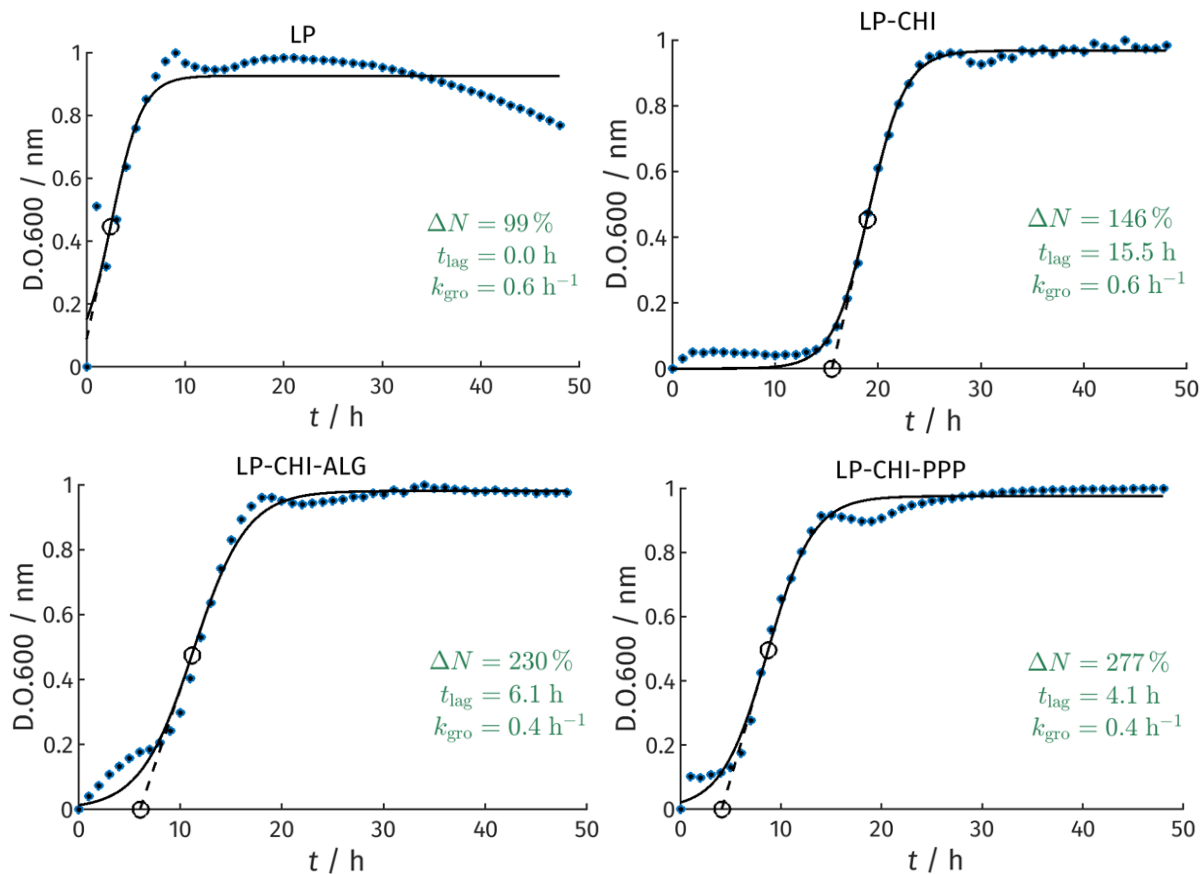 LP
1
0.8
0.6
0.4
0.2
0
D.O.600 / nm
0 10 20 30 40 50
t / h
ΔN = 99 %
t_lag = 0.0 h
k_gro = 0.6 h⁻¹
LP-CHI
1
0.8
0.6
0.4
0.2
0
D.O.600 / nm
0 10 20 30 40 50
t / h
ΔN = 146 %
t_lag = 15.5 h
k_gro = 0.6 h⁻¹
LP-CHI-ALG
1
0.8
0.6
0.4
0.2
0
D.O.600 / nm
0 10 20 30 40 50
t / h
ΔN = 230 %
t_lag = 6.1 h
k_gro = 0.4 h⁻¹
LP-CHI-PPP
1
0.8
0.6
0.4
0.2
0
D.O.600 / nm
0 10 20 30 40 50
t / h
ΔN = 277 %
t_lag = 4.1 h
k_gro = 0.4 h⁻¹